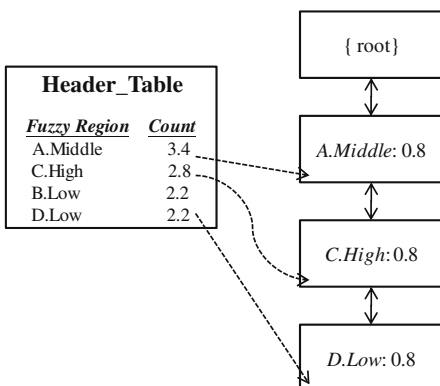 { root}
Header_Table
Fuzzy Region Count
A.Middle 3.4
C.High 2.8
B.Low 2.2
D.Low 2.2
A.Middle: 0.8
C.High: 0.8
D.Low: 0.8